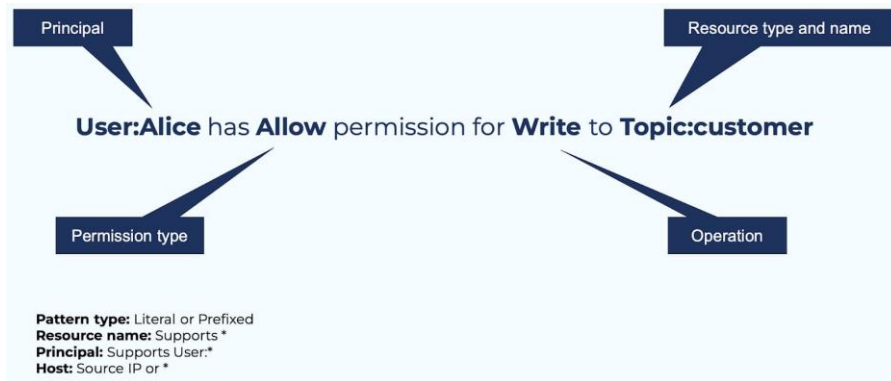 Principal
Resource type and name
User:Alice has Allow permission for Write to Topic:customer
Permission type
Operation
Pattern type: Literal or Prefixed
Resource name: Supports *
Principal: Supports User:*
Host: Source IP or *